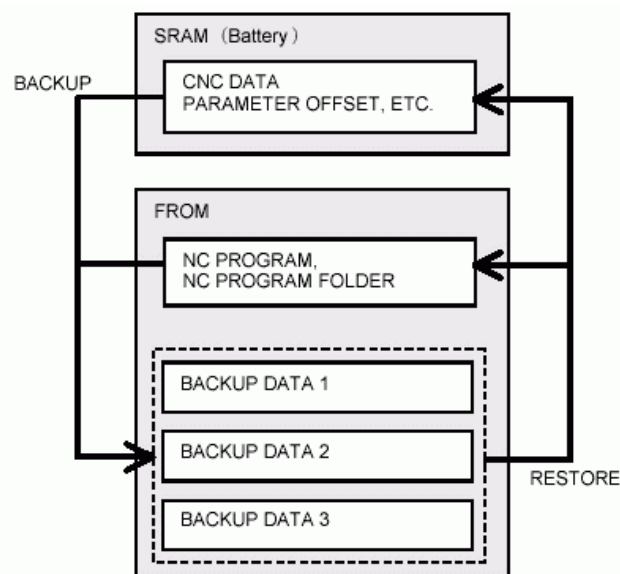 SRAM (Battery)
BACKUP
CNC DATA
PARAMETER OFFSET, ETC.
FROM
NC PROGRAM,
NC PROGRAM FOLDER
BACKUP DATA 1
BACKUP DATA 2
RESTORE
BACKUP DATA 3